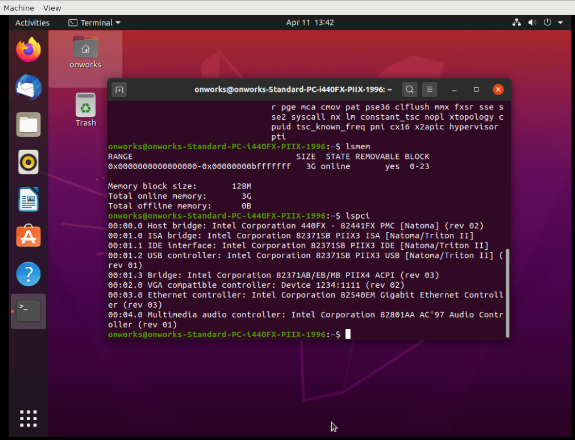 Machine View
Activities Terminal Apr 11 13:42
onworks
Trash
onworks@onworks-Standard-PC-i440FX-PIIX-1996: ~
r pge mca cmov pat pse36 clflush mmx fxsr sse s
se2 syscall nx lm constant_tsc nopl xtopology c
puid tsc_known_freq pni cx16 x2apic hypervisor
pti
onworks@onworks-Standard-PC-i440FX-PIIX-1996:~$ lsmem
RANGE SIZE STATE REMOVABLE BLOCK
0x0000000000000000-0x00000000bfffffff 3G online yes 0-23
Memory block size: 128M
Total online memory: 3G
Total offline memory: 0B
onworks@onworks-Standard-PC-i440FX-PIIX-1996:~$ lspci
00:00.0 Host bridge: Intel Corporation 440FX - 82441FX PMC [Natoma] (rev 02)
00:01.0 ISA bridge: Intel Corporation 82371SB PIIX3 ISA [Natoma/Triton II]
00:01.1 IDE interface: Intel Corporation 82371SB PIIX3 IDE [Natoma/Triton II]
00:01.2 USB controller: Intel Corporation 82371SB PIIX3 USB [Natoma/Triton II] (
rev 01)
00:01.3 Bridge: Intel Corporation 82371AB/EB/MB PIIX4 ACPI (rev 03)
00:02.0 VGA compatible controller: Device 1234:1111 (rev 02)
00:03.0 Ethernet controller: Intel Corporation 82540EM Gigabit Ethernet Controll
er (rev 03)
00:04.0 Multimedia audio controller: Intel Corporation 82801AA AC'97 Audio Contr
oller (rev 01)
onworks@onworks-Standard-PC-i440FX-PIIX-1996:~$